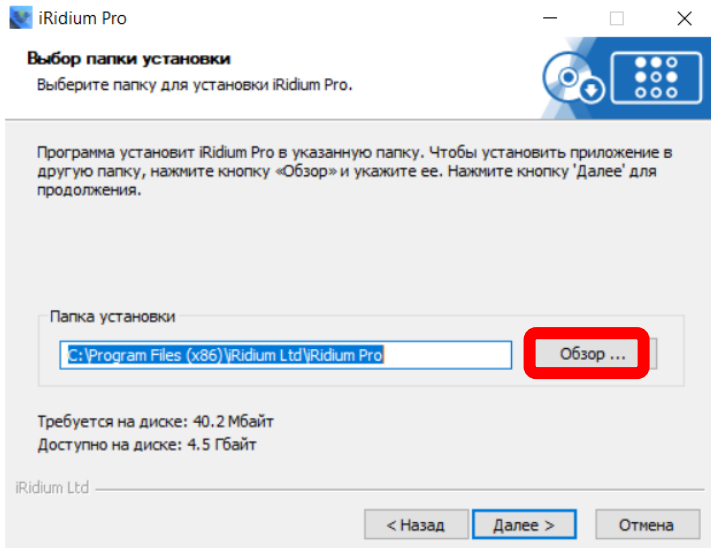 iRidium Pro
Выбор папки установки
Выберите папку для установки iRidium Pro.
Программа установит iRidium Pro в указанную папку. Чтобы установить приложение в
другую папку, нажмите кнопку «Обзор» и укажите ее. Нажмите кнопку 'Далее' для
продолжения.
Папка установки
C:\Program Files (x86)\iRidium Ltd\iRidium Pro
Обзор ...
Требуется на диске: 40.2 Мбайт
Доступно на диске: 4.5 Гбайт
iRidium Ltd
< Назад
Далее >
Отмена